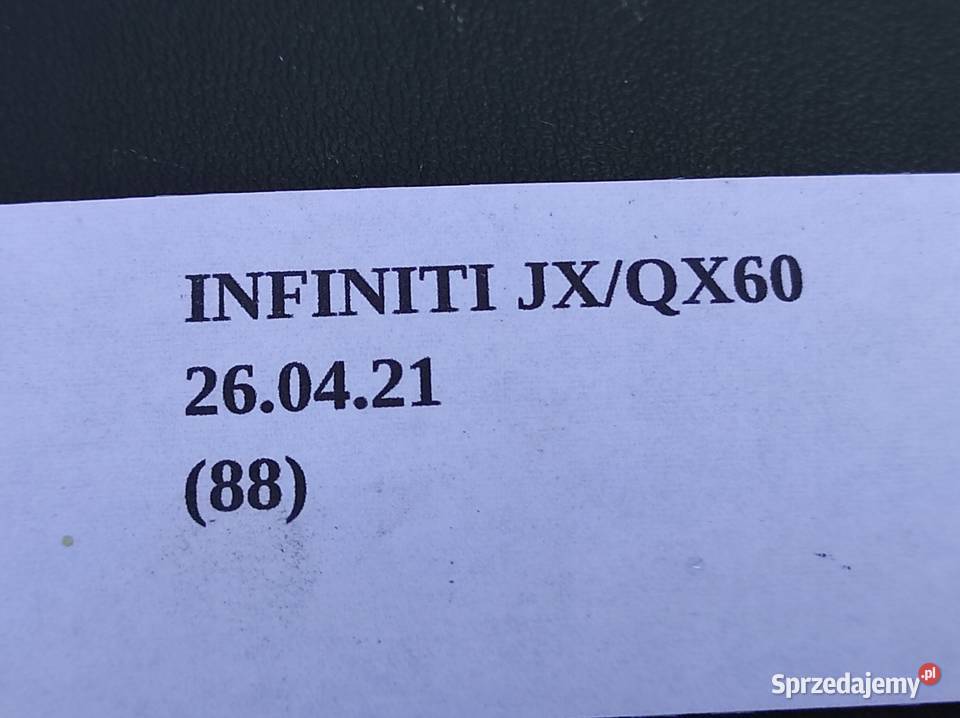 INFINITI JX/QX60
26.04.21
(88)
Sprzedajemy.pl